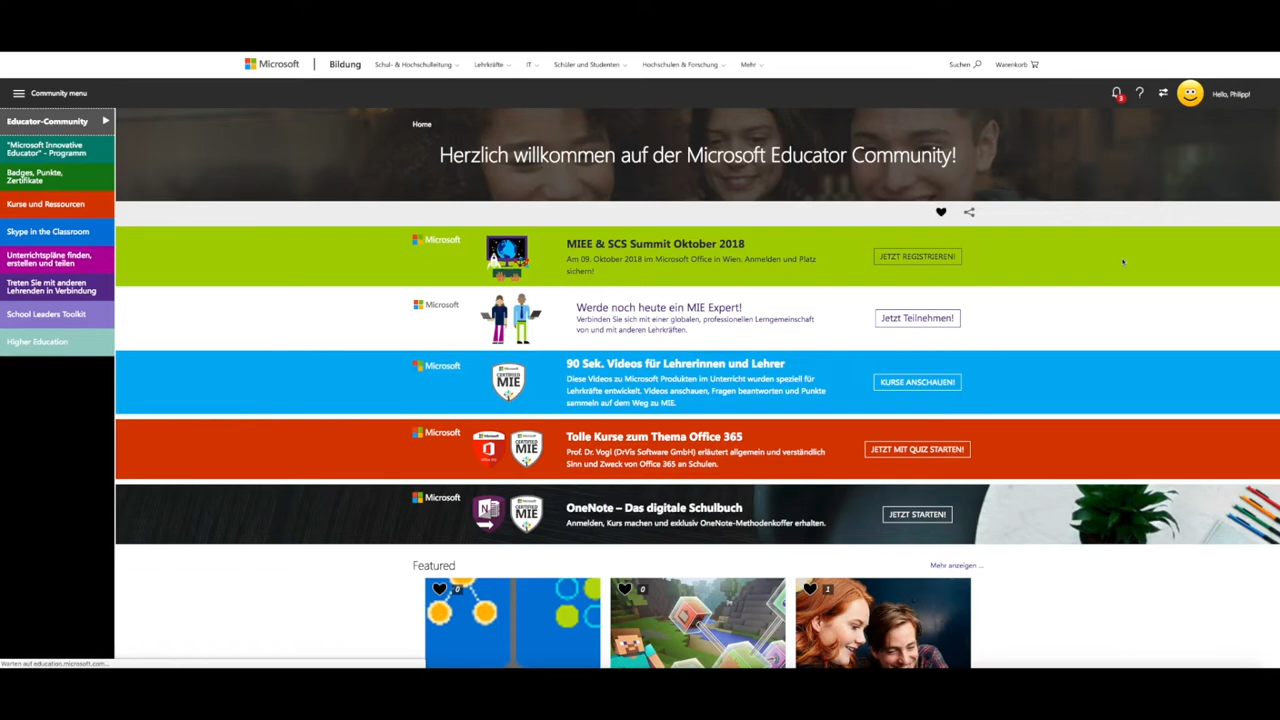 Microsoft
Bildung
Schul- & Hochschulleitung
Lehrkräfte
IT
Schüler und Studenten
Hochschulen & Forschung
Mehr
Suchen
Warenkorb
Community menu
3
?
Hello, Philipp!
Educator-Community
"Microsoft Innovative
Educator" - Programm
Badges, Punkte,
Zertifikate
Kurse und Ressourcen
Skype in the Classroom
Unterrichtspläne finden,
erstellen und teilen
Treten Sie mit anderen
Lehrenden in Verbindung
School Leaders Toolkit
Higher Education
Home
Herzlich willkommen auf der Microsoft Educator Community!
Microsoft
MIEE & SCS Summit Oktober 2018
Am 09. Oktober 2018 im Microsoft Office in Wien. Anmelden und Platz
sichern!
JETZT REGISTRIEREN!
Microsoft
Werde noch heute ein MIE Expert!
Verbinden Sie sich mit einer globalen, professionellen Lerngemeinschaft
von und mit anderen Lehrkräften.
Jetzt Teilnehmen!
Microsoft
CERTIFIED
MIE
90 Sek. Videos für Lehrerinnen und Lehrer
Diese Videos zu Microsoft Produkten im Unterricht wurden speziell für
Lehrkräfte entwickelt. Videos anschauen, Fragen beantworten und Punkte
sammeln auf dem Weg zu MIE.
KURSE ANSCHAUEN!
Microsoft
CERTIFIED
MIE
Tolle Kurse zum Thema Office 365
Prof. Dr. Vogl (DrVis Software GmbH) erläutert allgemein und verständlich
Sinn und Zweck von Office 365 an Schulen.
JETZT MIT QUIZ STARTEN!
Microsoft
N
CERTIFIED
MIE
OneNote – Das digitale Schulbuch
Anmelden, Kurs machen und exklusiv OneNote-Methodenkoffer erhalten.
JETZT STARTEN!
Featured
Mehr anzeigen ...
0
0
1
Warten auf education.microsoft.com...